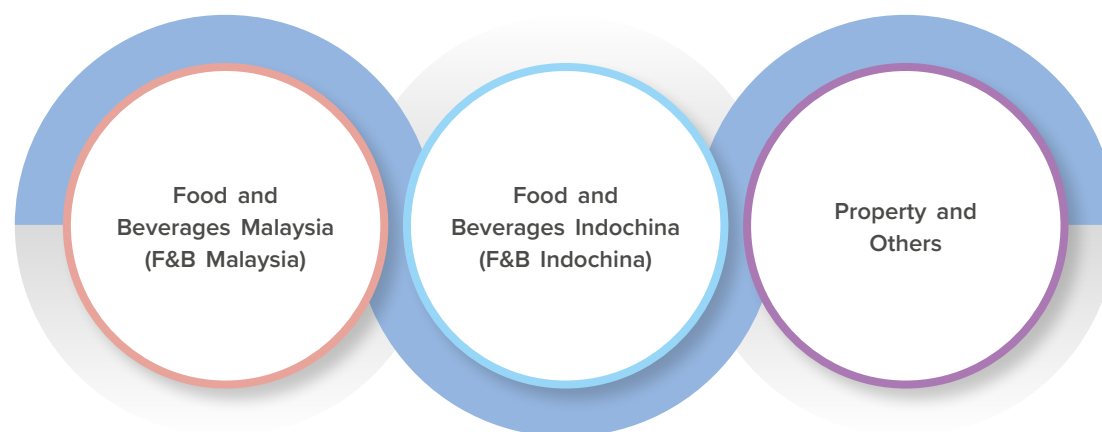 Food and
Beverages Malaysia
(F&B Malaysia)
Food and
Beverages Indochina
(F&B Indochina)
Property and
Others